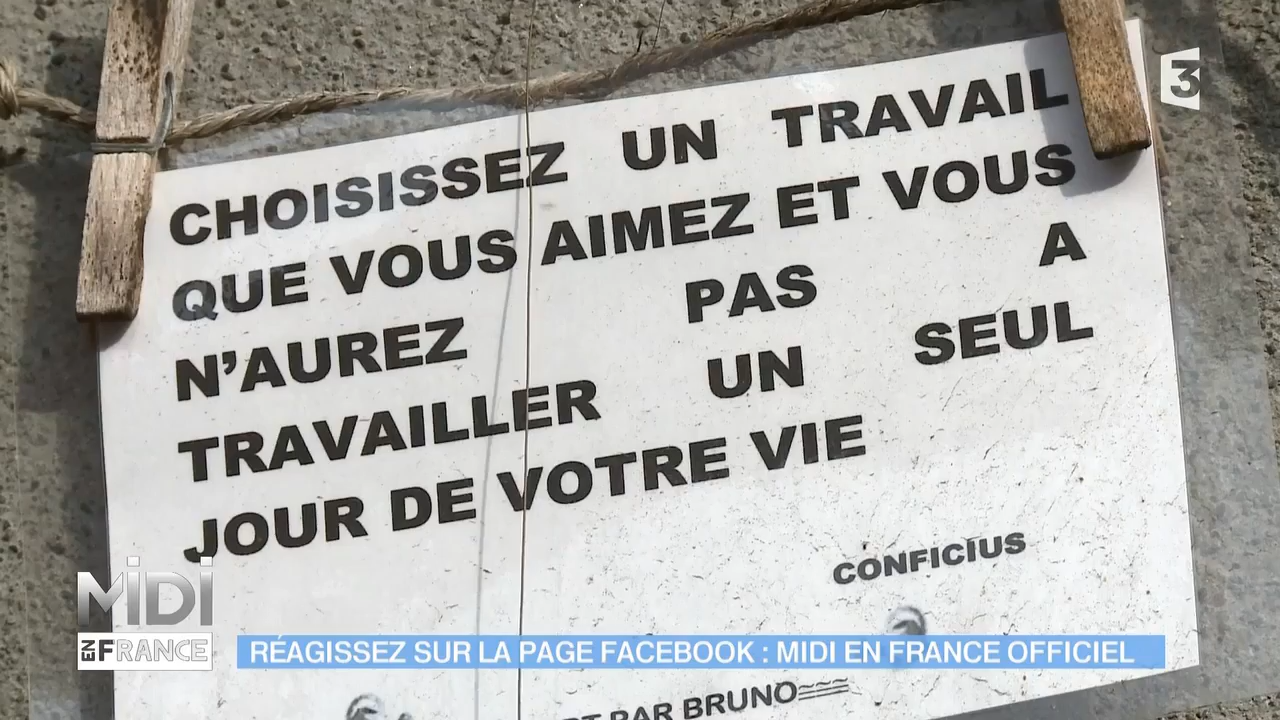 3
CHOISISSEZ UN TRAVAIL
QUE VOUS AIMEZ ET VOUS
N'AUREZ PAS A
TRAVAILLER UN SEUL
JOUR DE VOTRE VIE
CONFICIUS
MiDi
EN FRANCE
RÉAGISSEZ SUR LA PAGE FACEBOOK : MIDI EN FRANCE OFFICIEL
PAR BRUNO